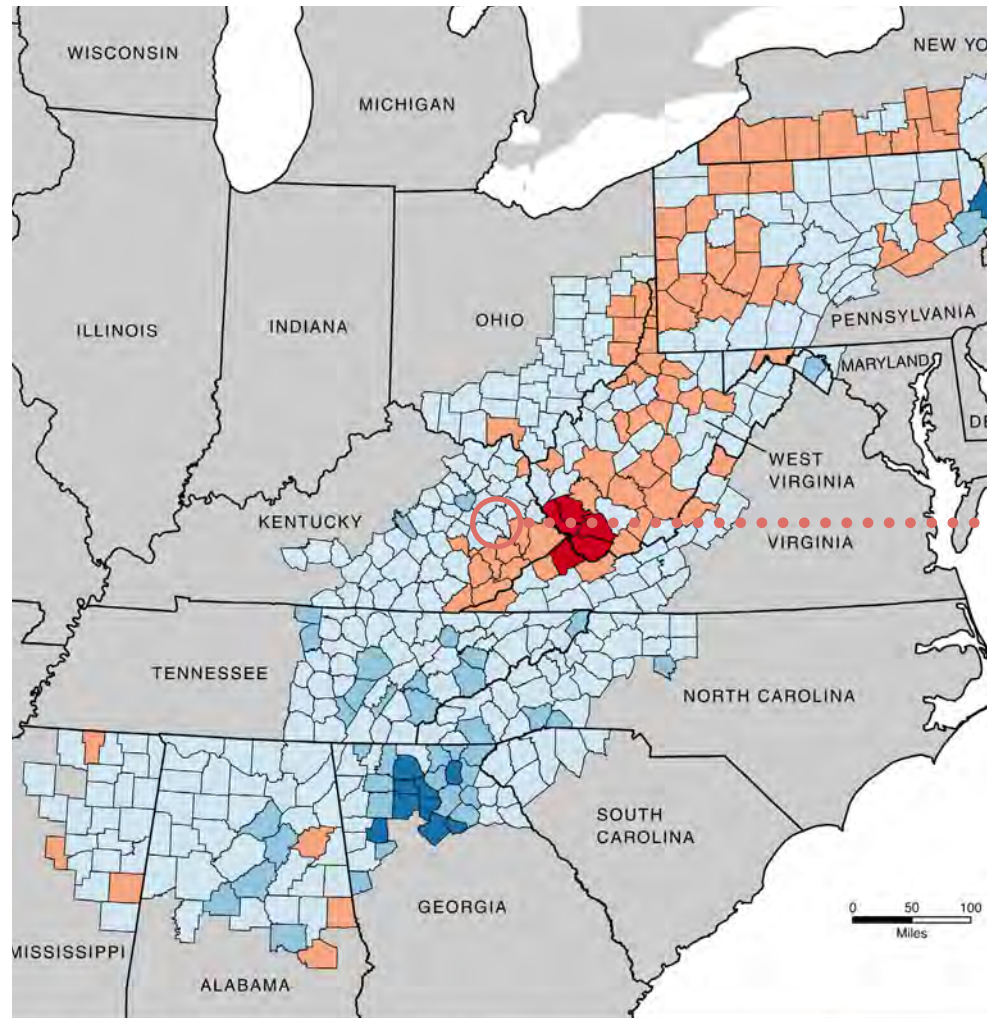 WISCONSIN
NEW YO
MICHIGAN
ILLINOIS
INDIANA
OHIO
PENNSYLVANIA
MARYLAND
DE
WEST
VIRGINIA
KENTUCKY
VIRGINIA
TENNESSEE
NORTH CAROLINA
SOUTH
CAROLINA
GEORGIA
0 50 100
Miles
MISSISSIPPI
ALABAMA